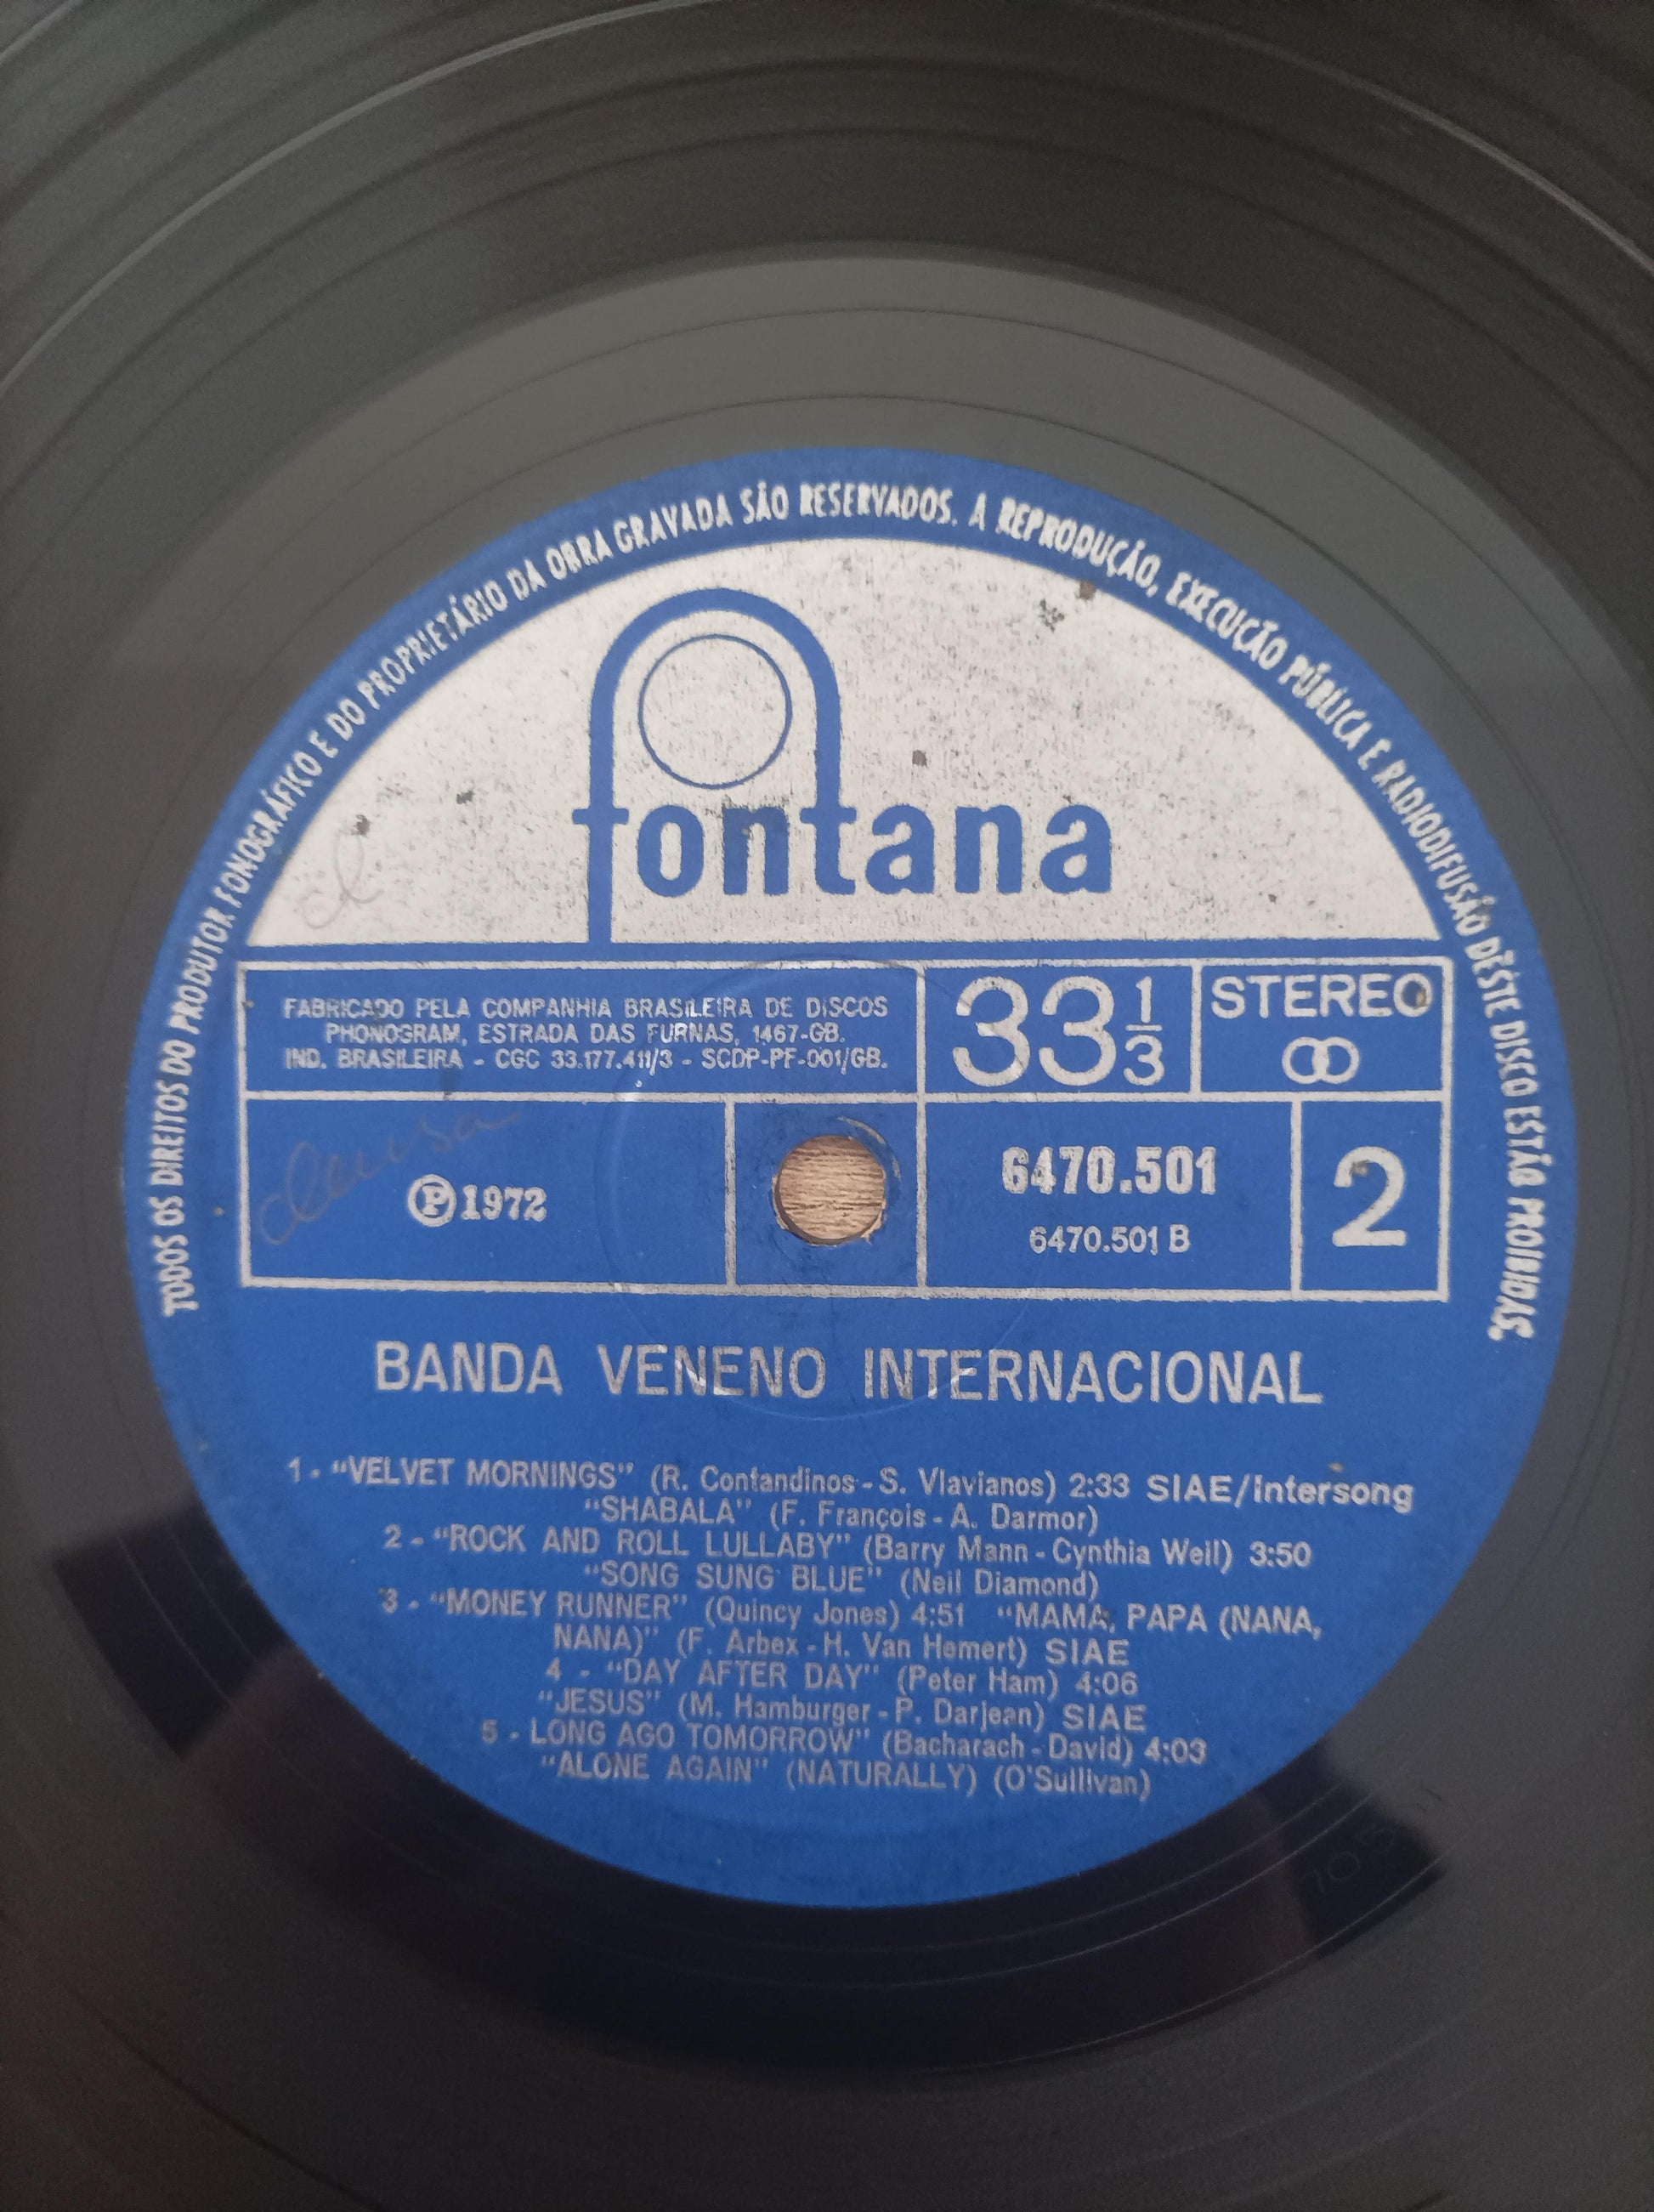 TODOS OS DIREITOS DO PRODUTOR FONOGRÁFICO E DO PROPRIETÁRIO DA OBRA GRAVADA SÃO RESERVADOS. A REPRODUÇÃO, EXECUÇÃO PÚBLICA E RADIODIFUSÃO DÊSTE DISCO ESTÃO PROIBIDAS.
fontana
FABRICADO PELA COMPANHIA BRASILEIRA DE DISCOS
PHONOGRAM, ESTRADA DAS FURNAS, 1467-GB.
IND. BRASILEIRA - CGC 33.177.411/3 - SCDP-PF-001/GB.
33 1/3
STEREO
℗ 1972
6470.501
6470.501 B
2
BANDA VENENO INTERNACIONAL
1 - "VELVET MORNINGS" (R. Contandinos - S. Vlavianos) 2:33 SIAE/Intersong
"SHABALA" (F. François - A. Darmor)
2 - "ROCK AND ROLL LULLABY" (Barry Mann - Cynthia Weil) 3:50
"SONG SUNG BLUE" (Neil Diamond)
3 - "MONEY RUNNER" (Quincy Jones) 4:51 "MAMA, PAPA (NANA,
NANA)" (F. Arbex - H. Van Hemert) SIAE
4 - "DAY AFTER DAY" (Peter Ham) 4:06
"JESUS" (M. Hamburger - P. Darjean) SIAE
5 - LONG AGO TOMORROW" (Bacharach - David) 4:03
"ALONE AGAIN" (NATURALLY) (O'Sullivan)